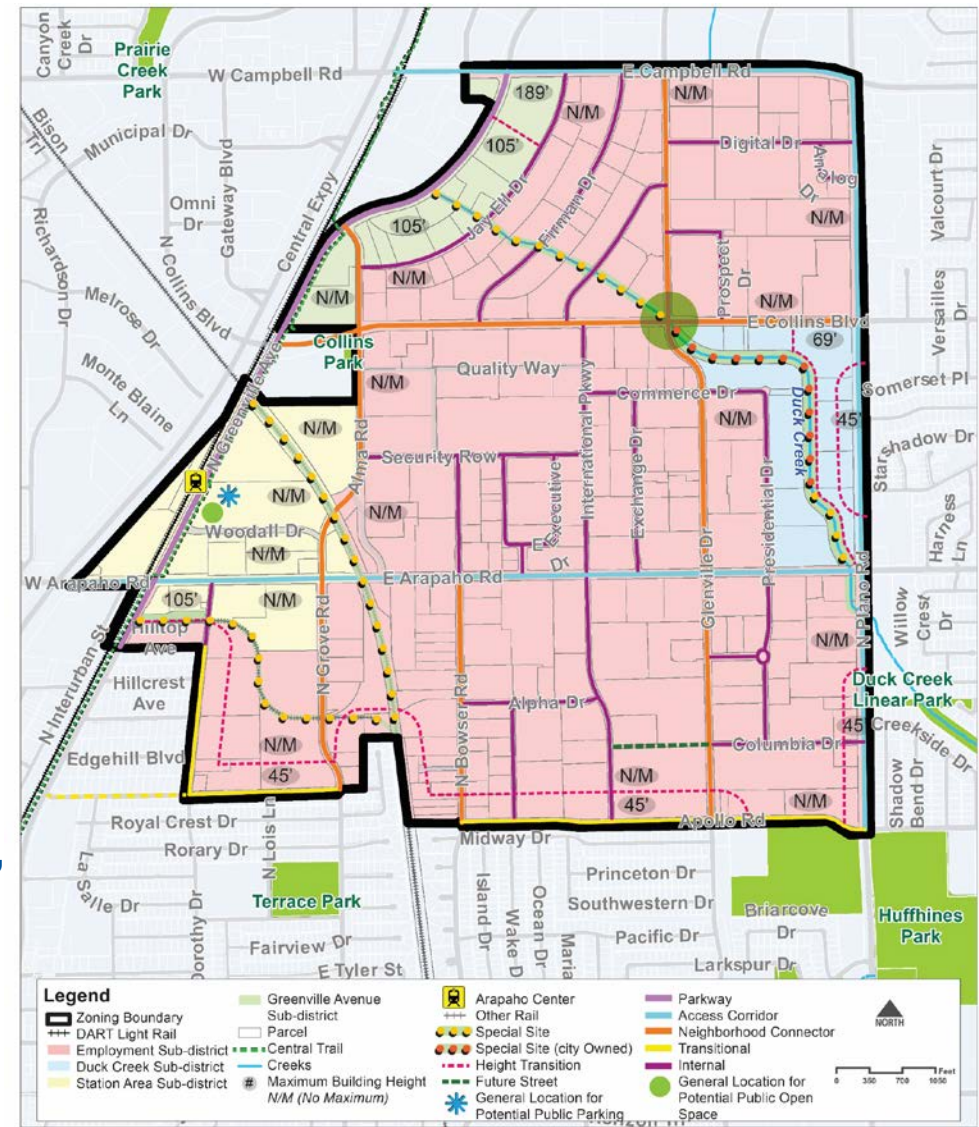 Canyon
Creek
Dr
Prairie
Creek
Park
W Campbell Rd
E Campbell Rd
189'
N/M
N/M
Bison
Trl
Municipal Dr
105'
Digital Dr
Analog
Dr
Valcourt Dr
Omni
Dr
Gateway Blvd
Central Expy
Jay Ell Dr
Firman Dr
N/M
Richardson Dr
N Collins Blvd
105'
N/M
Prospect
Dr
Versailles
Dr
Melrose Dr
N/M
N/M
E Collins Blvd
Collins
Park
69'
Monte Blaine
Ln
N Greenville Ave
Quality Way
Somerset Pl
N/M
International Pkwy
Commerce Dr
Duck Creek
N/M
Alma Rd
N/M
45'
Starshadow Dr
Security Row
Exchange Dr
N/M
Executive
Dr
Presidential Dr
Harness
Ln
Woodall Dr
N/M
N/M
E
W Arapaho Rd
E Arapaho Rd
Glenville Dr
N Plano Rd
105'
N/M
Willow
Crest
Dr
Hilltop
Ave
N Grove Rd
N/M
N Interurban St
Hillcrest
Ave
N Bowser Rd
Duck Creek
Linear Park
Alpha Dr
45'
Creekside Dr
Edgehill Blvd
N/M
Columbia Dr
45'
N/M
Shadow
Bend Dr
45'
N/M
Royal Crest Dr
N Lois Ln
Apollo Rd
Midway Dr
Rorary Dr
La Salle Dr
Terrace Park
Princeton Dr
Island Dr
Wake D
Ocean Dr
Maria
Southwestern Dr
Briarcove
Dr
Huffhines
Park
Dorothy Dr
Fairview Dr
Pacific Dr
E Tyler St
Larkspur Dr
Legend
Zoning Boundary
DART Light Rail
Employment Sub-district
Duck Creek Sub-district
Station Area Sub-district
Greenville Avenue
Sub-district
Parcel
Central Trail
Creeks
# Maximum Building Height
N/M (No Maximum)
General Location for
Potential Public Parking
Arapaho Center
Other Rail
Special Site
Special Site (city Owned)
Height Transition
Future Street
Parkway
Access Corridor
Neighborhood Connector
Transitional
Internal
General Location for
Potential Public Open
Space
NORTH
0 350 700 1050 Feet